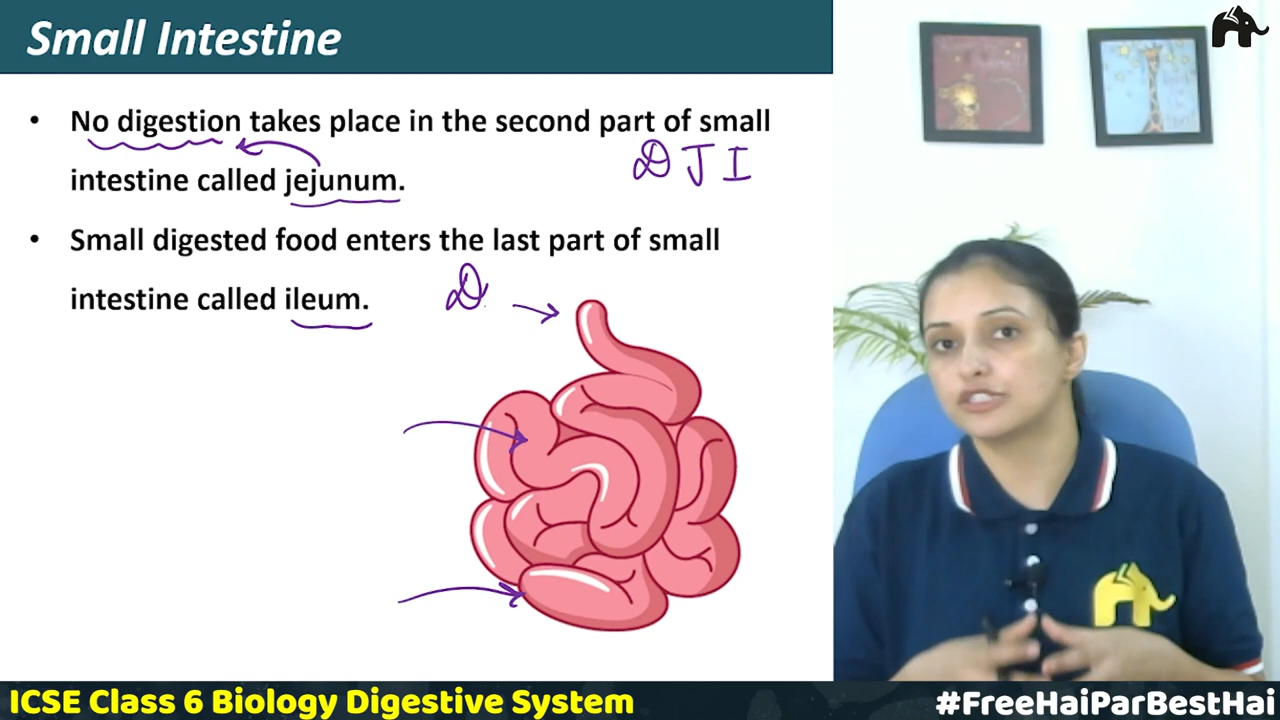 Small Intestine
• No digestion takes place in the second part of small
intestine called jejunum.
D J I
• Small digested food enters the last part of small
intestine called ileum.
D
ICSE Class 6 Biology Digestive System
#FreeHaiParBestHai